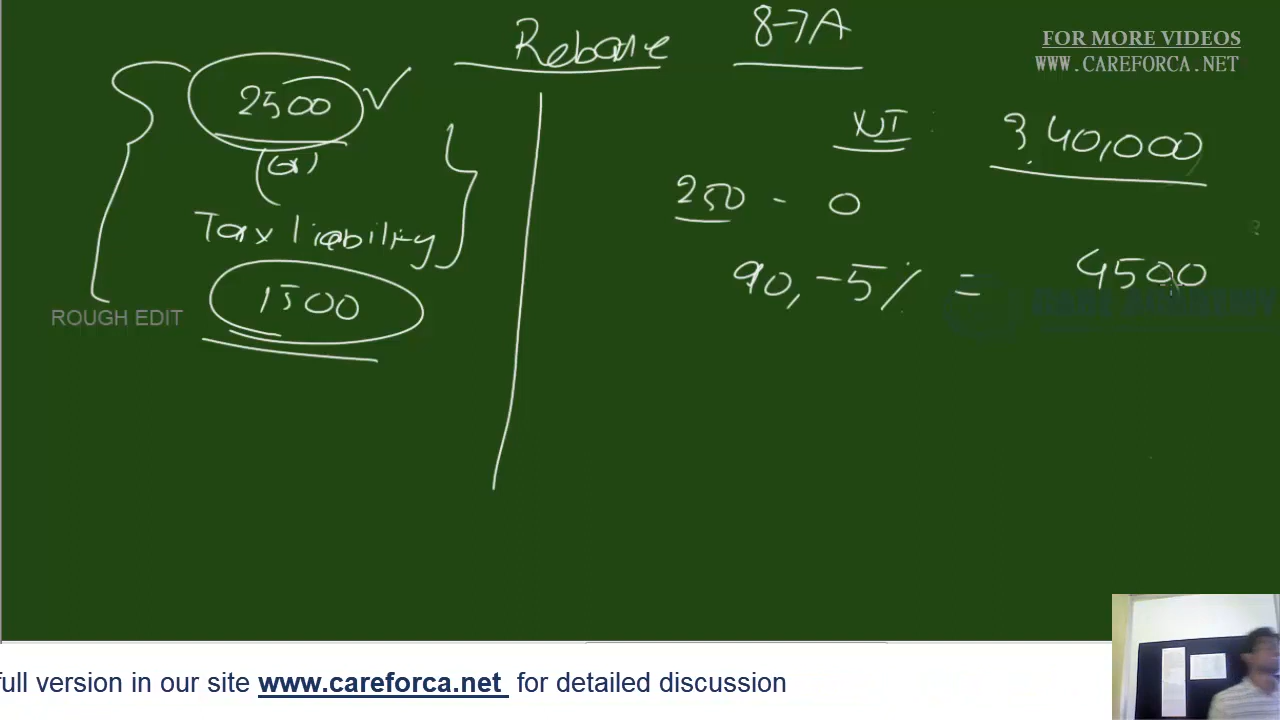 Rebate 87A
FOR MORE VIDEOS
WWW.CAREFORCA.NET
2500 ✓
(or)
Tax liability
1500
ROUGH EDIT
NI : 3,40,000
250 - 0
90, - 5% = 4500
full version in our site www.careforca.net for detailed discussion